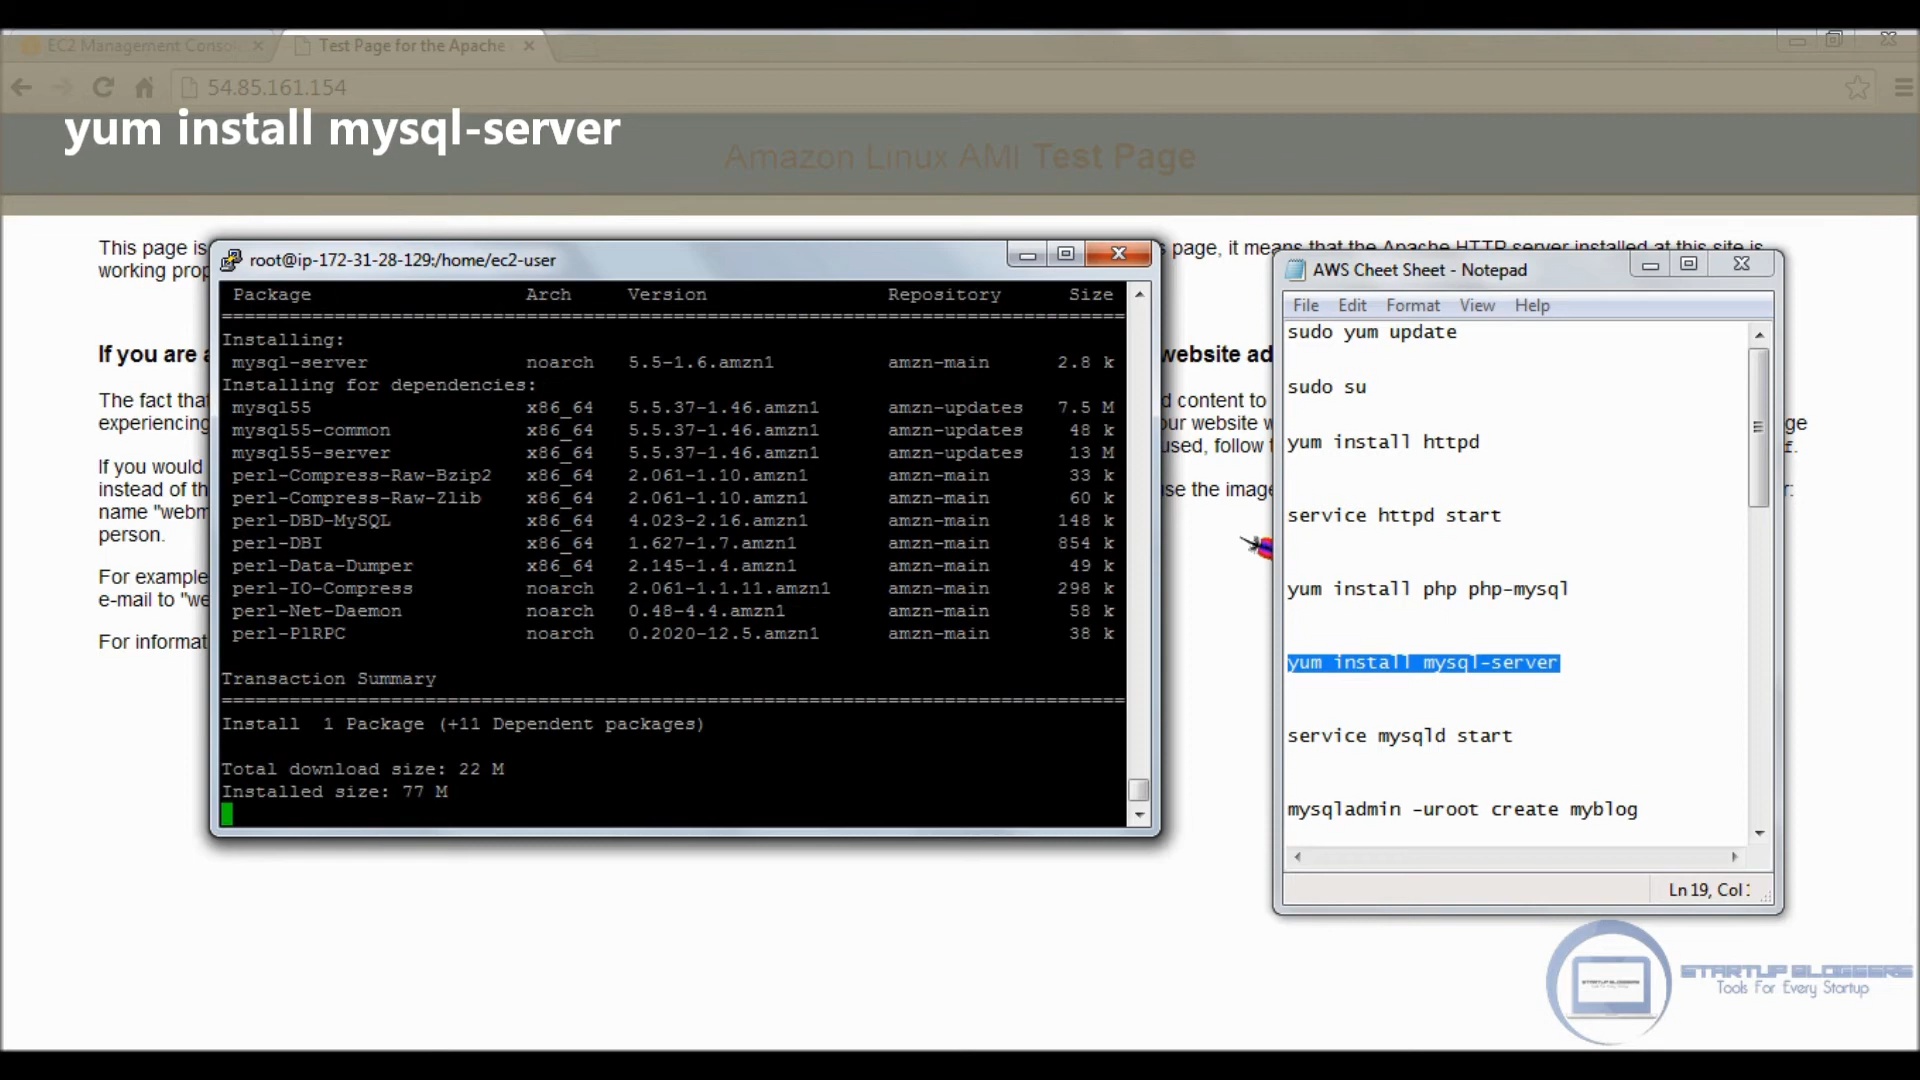 EC2 Management Consol
Test Page for the Apache
54.85.161.154
yum install mysql-server
Amazon Linux AMI Test Page
This page is
page, it means that the Apache HTTP server installed at this site is
working prop
If you are a
website ad
The fact that
d content to
experiencing
our website w
ge
used, follow
If you would
instead of th
use the image
name "webm
person.
For example
e-mail to "we
For informat
root@ip-172-31-28-129:/home/ec2-user
Package Arch Version Repository Size
Installing:
mysql-server noarch 5.5-1.6.amzn1 amzn-main 2.8 k
Installing for dependencies:
mysql55 x86_64 5.5.37-1.46.amzn1 amzn-updates 7.5 M
mysql55-common x86_64 5.5.37-1.46.amzn1 amzn-updates 48 k
mysql55-server x86_64 5.5.37-1.46.amzn1 amzn-updates 13 M
perl-Compress-Raw-Bzip2 x86_64 2.061-1.10.amzn1 amzn-main 33 k
perl-Compress-Raw-Zlib x86_64 2.061-1.10.amzn1 amzn-main 60 k
perl-DBD-MySQL x86_64 4.023-2.16.amzn1 amzn-main 148 k
perl-DBI x86_64 1.627-1.7.amzn1 amzn-main 854 k
perl-Data-Dumper x86_64 2.145-1.4.amzn1 amzn-main 49 k
perl-IO-Compress noarch 2.061-1.1.11.amzn1 amzn-main 298 k
perl-Net-Daemon noarch 0.48-4.4.amzn1 amzn-main 58 k
perl-PlRPC noarch 0.2020-12.5.amzn1 amzn-main 38 k
Transaction Summary
Install 1 Package (+11 Dependent packages)
Total download size: 22 M
Installed size: 77 M
AWS Cheet Sheet - Notepad
File Edit Format View Help
sudo yum update
sudo su
yum install httpd
service httpd start
yum install php php-mysql
yum install mysql-server
service mysqld start
mysqladmin -uroot create myblog
Ln 19, Col
STARTUP BLOGGERS
Tools For Every Startup